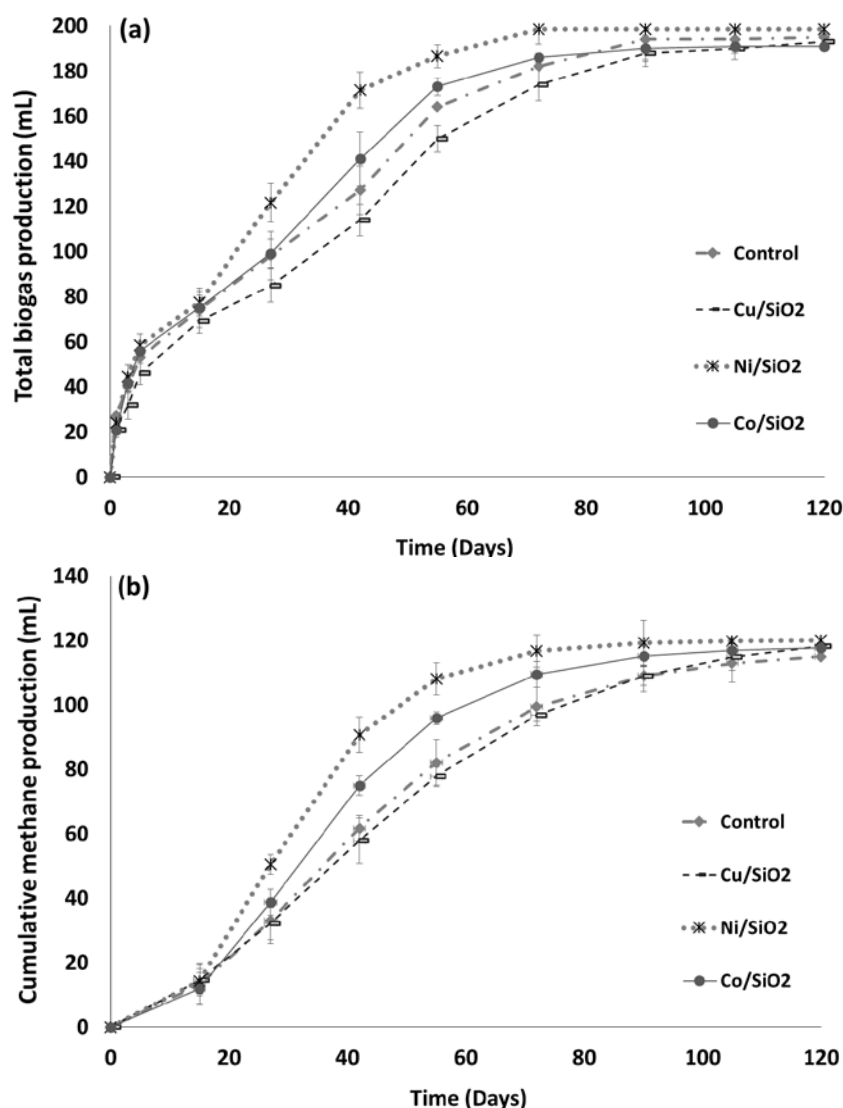 (a)
Total biogas production (mL)
200
180
160
140
120
100
80
60
40
20
0
Control
Cu/SiO2
Ni/SiO2
Co/SiO2
0 20 40 60 80 100 120
Time (Days)
(b)
Cumulative methane production (mL)
140
120
100
80
60
40
20
0
Control
Cu/SiO2
Ni/SiO2
Co/SiO2
0 20 40 60 80 100 120
Time (Days)